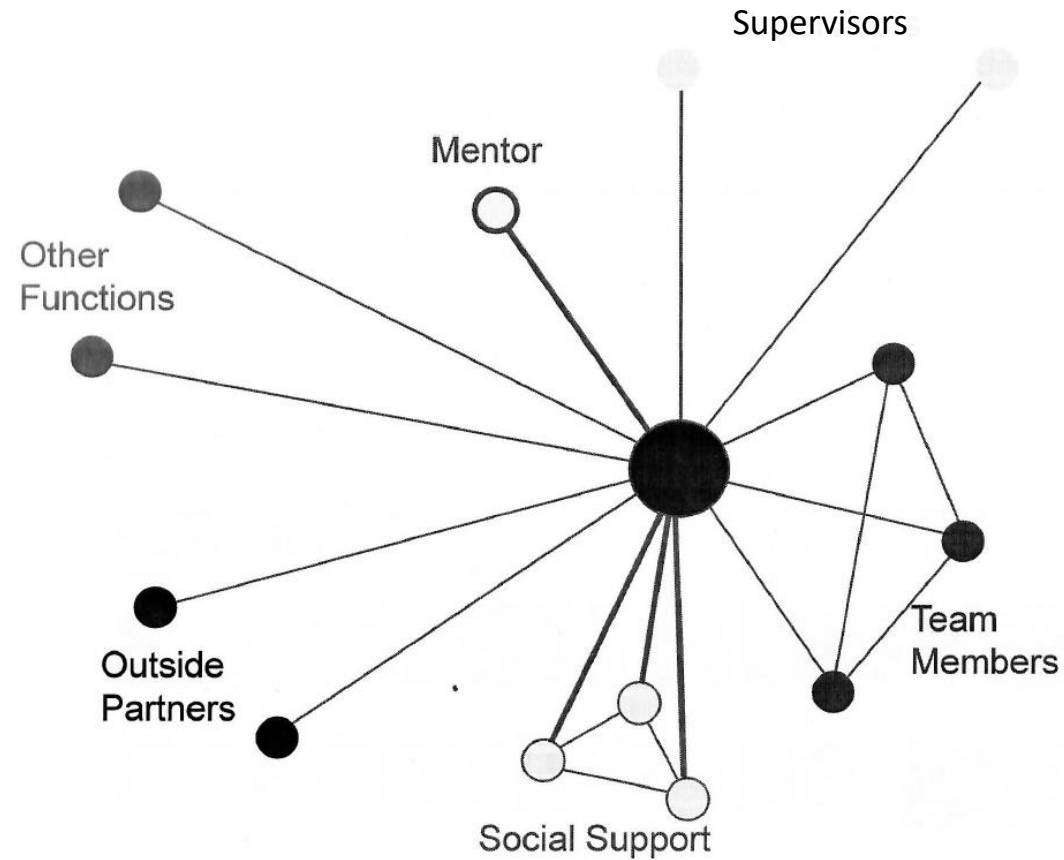 Supervisors
Mentor
Other
Functions
Outside
Partners
Team
Members
Social Support